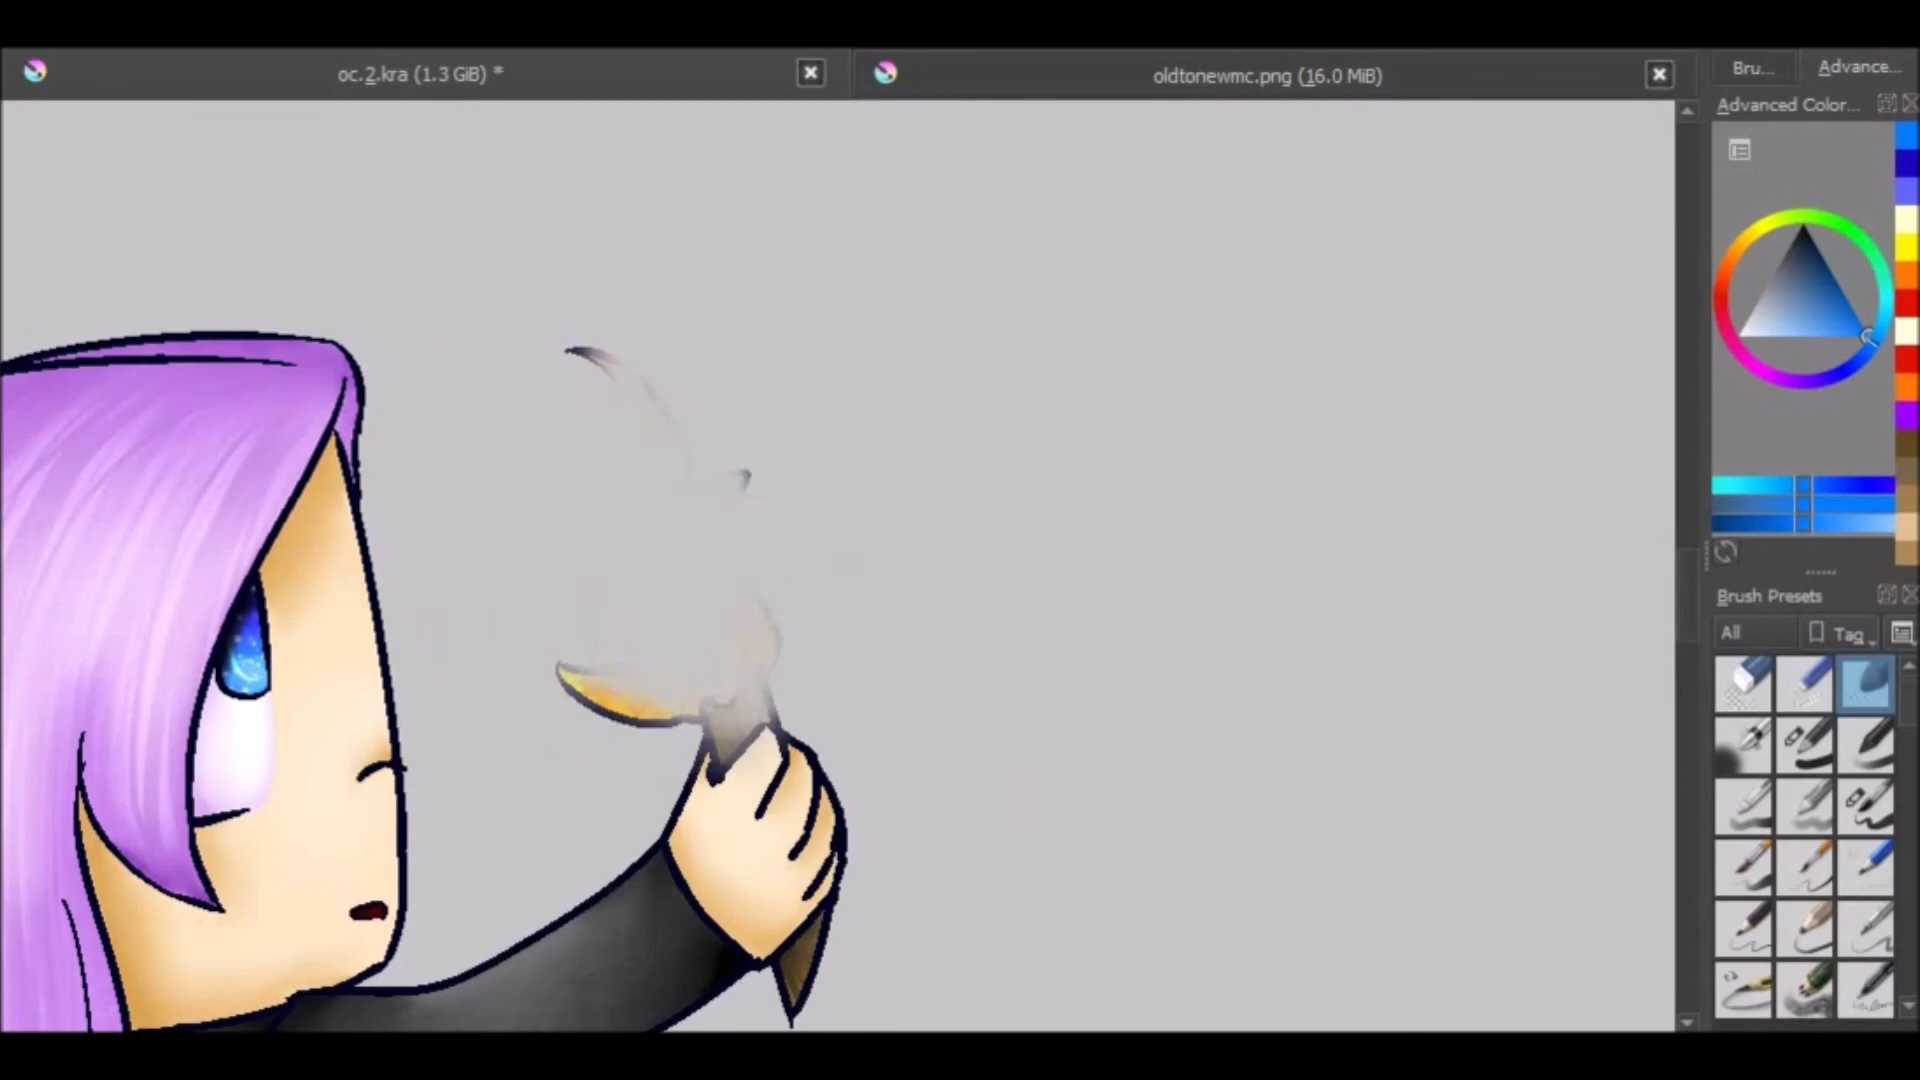 oc.2.kra (1.3 GiB) *
oldtonewmc.png (16.0 MiB)
Bru...
Advance...
Advanced Color...
Brush Presets
All
Tag